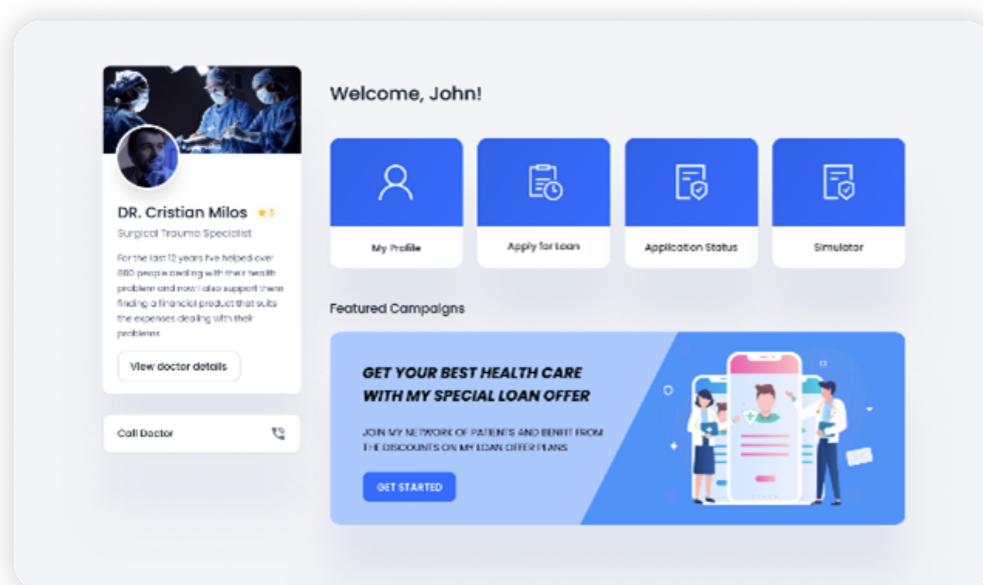 DR. Cristian Milos ★ 5
Surgical Trauma Specialist
For the last 12 years I've helped over
880 people dealing with their health
problem and now I also support them
finding a financial product that suits
the expenses dealing with their
problems.
View doctor details
Call Doctor
Welcome, John!
My Profile
Apply for Loan
Application Status
Simulator
Featured Campaigns
GET YOUR BEST HEALTH CARE
WITH MY SPECIAL LOAN OFFER
JOIN MY NETWORK OF PATIENTS AND BENFIT FROM
THE DISCOUNTS ON MY LOAN OFFER PLANS
GET STARTED